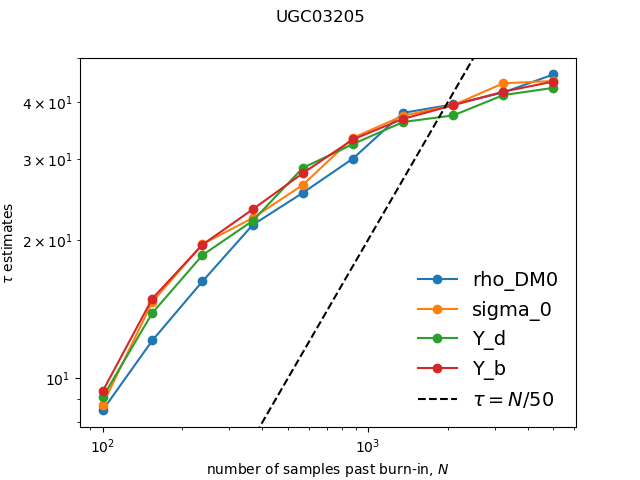 UGC03205
τ estimates
4 × 10¹
3 × 10¹
2 × 10¹
10¹
10²
10³
number of samples past burn-in, N
rho_DM0
sigma_0
Y_d
Y_b
τ = N/50